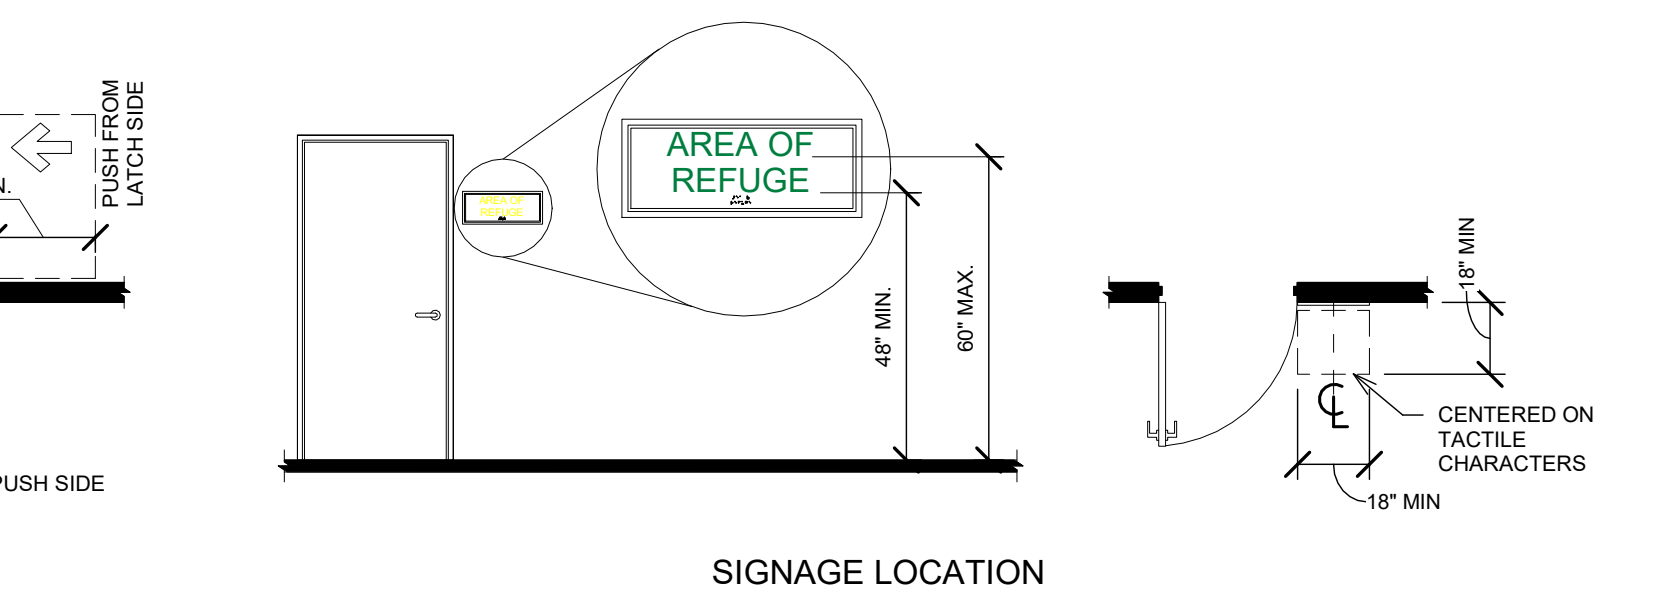 PUSH FROM
LATCH SIDE
N.
PUSH SIDE
AREA OF
REFUGE
AREA OF
REFUGE
48" MIN.
60" MAX.
18" MIN
CENTERED ON
TACTILE
CHARACTERS
18" MIN
SIGNAGE LOCATION